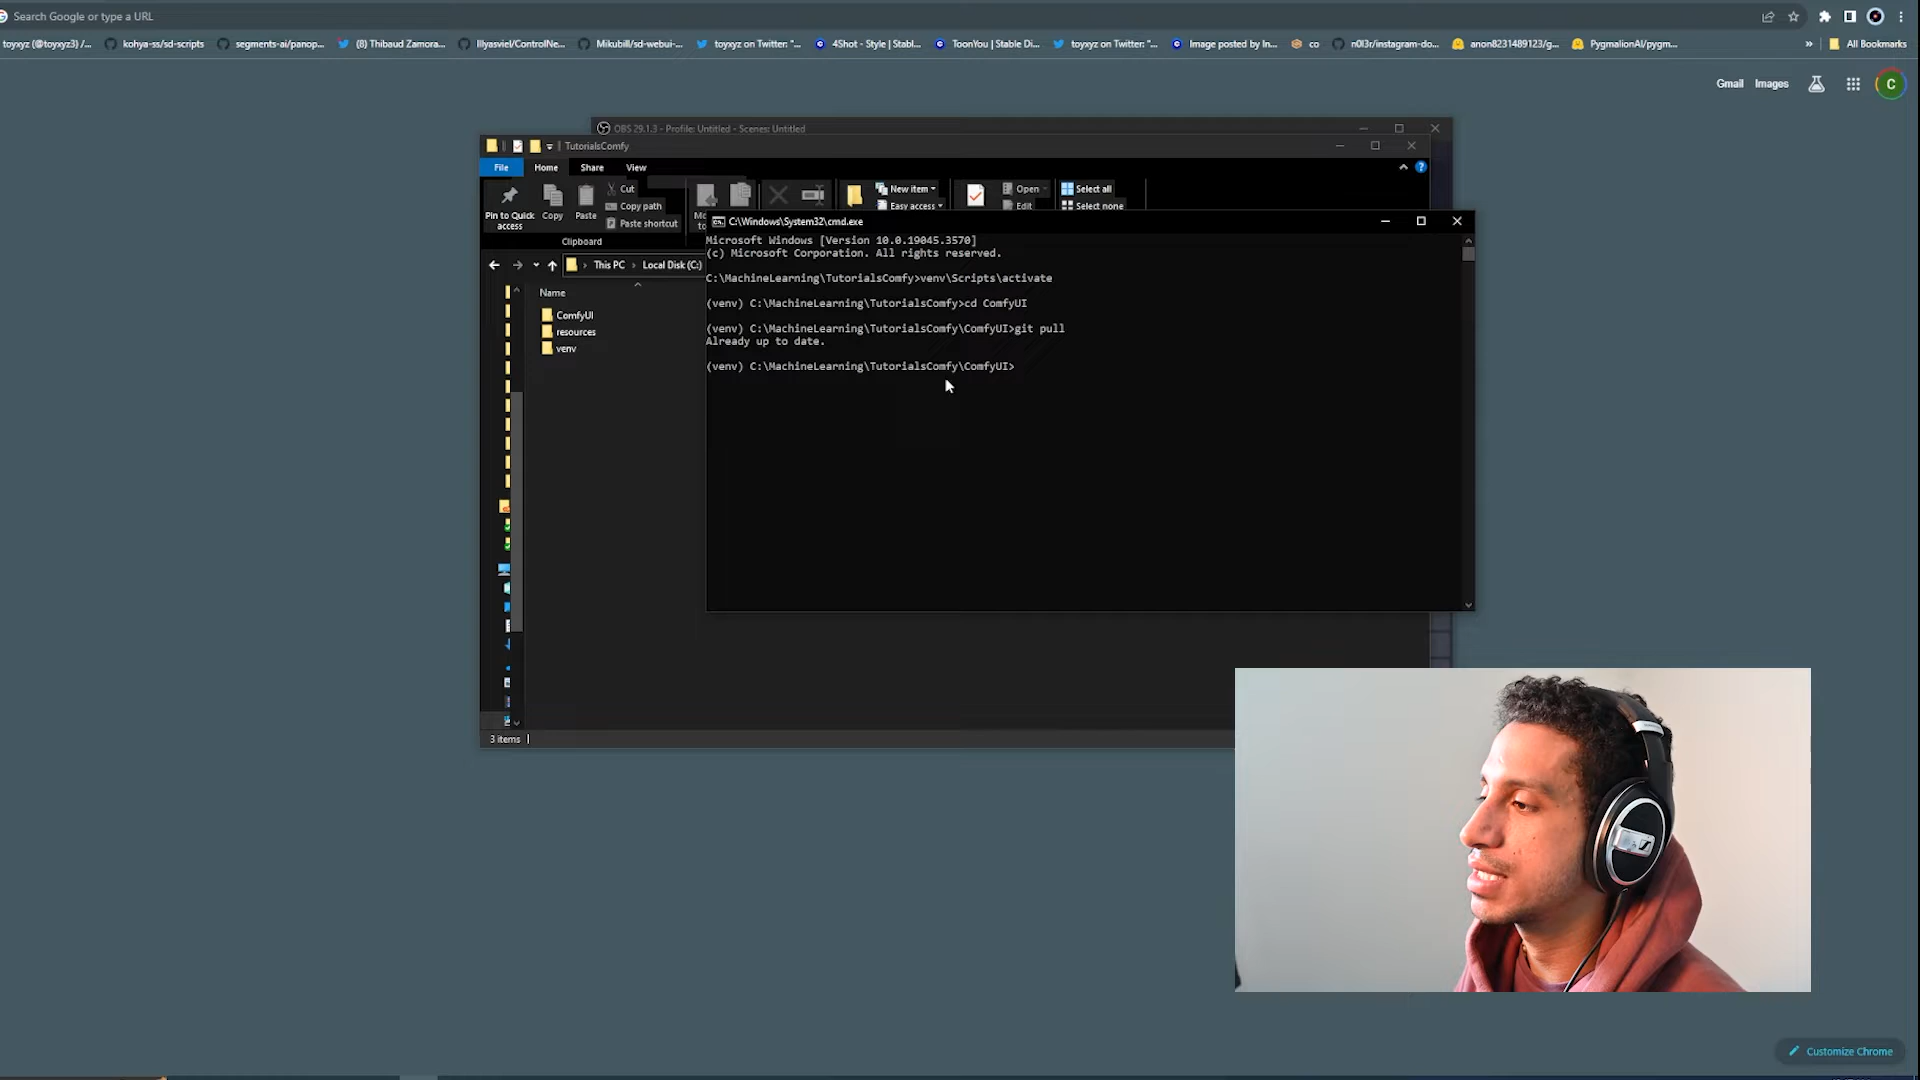 Search Google or type a URL
toyxyz (@toyxyz3) /...
kohya-ss/sd-scripts
segments-ai/panop...
(8) Thibaud Zamora...
lllyasviel/ControlNe...
Mikubill/sd-webui-...
toyxyz on Twitter: "...
4Shot - Style | Stabl...
ToonYou | Stable Di...
toyxyz on Twitter: "...
Image posted by In...
co
n0l3r/instagram-do...
anon8231489123/g...
PygmalionAI/pygm...
»
All Bookmarks
Gmail
Images
C
OBS 29.1.3 - Profile: Untitled - Scenes: Untitled
TutorialsComfy
File
Home
Share
View
Pin to Quick access
Copy
Paste
Cut
Copy path
Paste shortcut
New item
Easy access
Open
Edit
Select all
Select none
Clipboard
This PC
Local Disk (C:)
Name
ComfyUI
resources
venv
3 items
C:\Windows\System32\cmd.exe
Microsoft Windows [Version 10.0.19045.3570]
(c) Microsoft Corporation. All rights reserved.
C:\MachineLearning\TutorialsComfy>venv\Scripts\activate
(venv) C:\MachineLearning\TutorialsComfy>cd ComfyUI
(venv) C:\MachineLearning\TutorialsComfy\ComfyUI>git pull
Already up to date.
(venv) C:\MachineLearning\TutorialsComfy\ComfyUI>
Customize Chrome